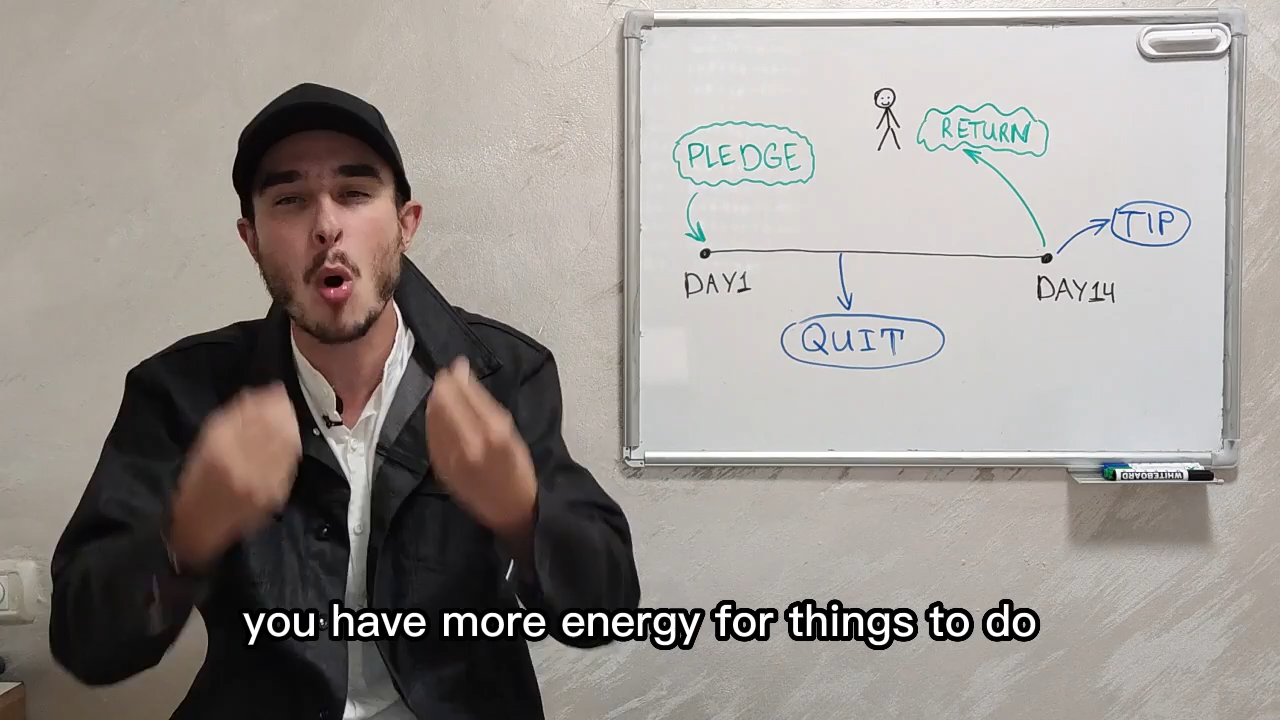 PLEDGE
RETURN
TIP
DAY1
DAY14
QUIT
WHITEBOARD
you have more energy for things to do